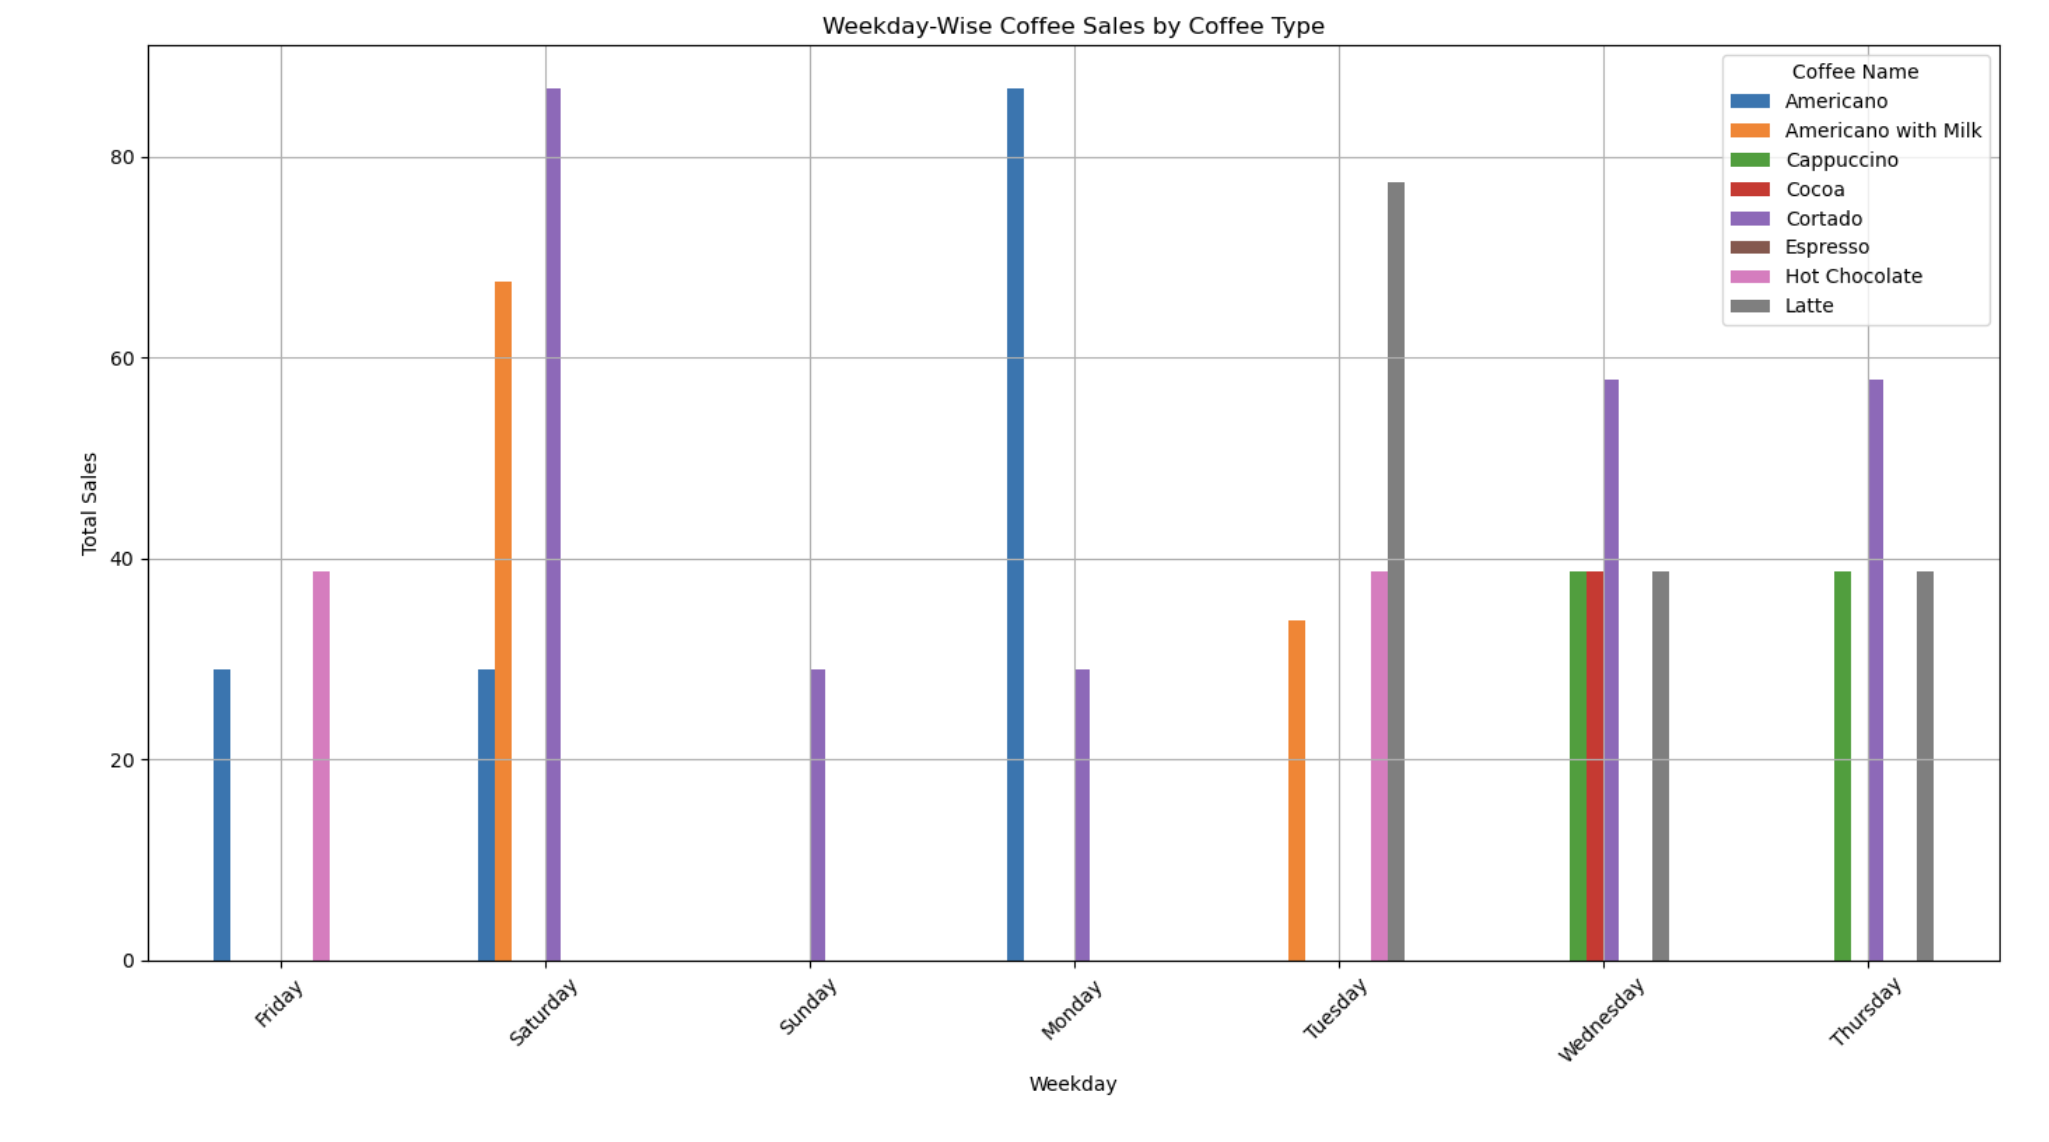 Weekday-Wise Coffee Sales by Coffee Type
Coffee Name
Americano
Americano with Milk
Cappuccino
Cocoa
Cortado
Espresso
Hot Chocolate
Latte
Total Sales
80
60
40
20
0
Friday
Saturday
Sunday
Monday
Tuesday
Wednesday
Thursday
Weekday